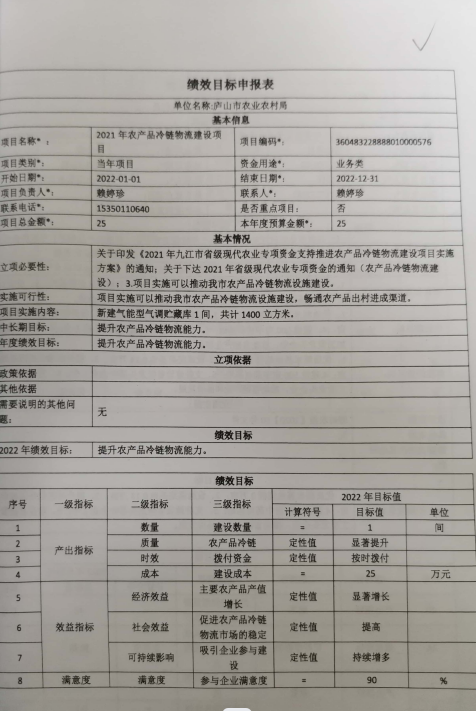 绩效目标申报表
单位名称:庐山市农业农村局
基本信息
项目名称*: 2021年农产品冷链物流建设项目 项目编码*: 360483228888010000576
项目类别*: 当年项目 资金用途*: 业务类
开始日期*: 2022-01-01 结束日期*: 2022-12-31
项目负责人*: 赖婷珍 联系人*: 赖婷珍
联系电话*: 15350110640 是否重点项目: 否
项目总金额*: 25 本年度预算金额*: 25
基本情况
立项必要性: 关于印发《2021年九江市省级现代农业专项资金支持推进农产品冷链物流建设项目实施
方案》的通知;关于下达2021年省级现代农业专项资金的通知(农产品冷链物流建
设);3.项目实施可以推动我市农产品冷链物流设施建设。
实施可行性: 项目实施可以推动我市农产品冷链物流设施建设,畅通农产品出村进成渠道。
项目实施内容: 新建气能型气调贮藏库1间,共计1400立方米。
中长期目标: 提升农产品冷链物流能力。
年度绩效目标: 提升农产品冷链物流能力。
立项依据
政策依据
其他依据
需要说明的其他问题: 无
绩效目标
2022年绩效目标: 提升农产品冷链物流能力。
绩效目标
序号 一级指标 二级指标 三级指标 2022年目标值
计算符号 目标值 单位
1 产出指标 数量 建设数量 = 1 间
2 质量 农产品冷链 定性值 显著提升
3 时效 拨付资金 定性值 按时拨付
4 成本 建设成本 = 25 万元
5 效益指标 经济效益 主要农产品产值增长 定性值 显著增长
6 社会效益 促进农产品冷链物流市场的稳定 定性值 提高
7 可持续影响 吸引企业参与建设 定性值 持续增多
8 满意度 满意度 参与企业满意度 = 90 %